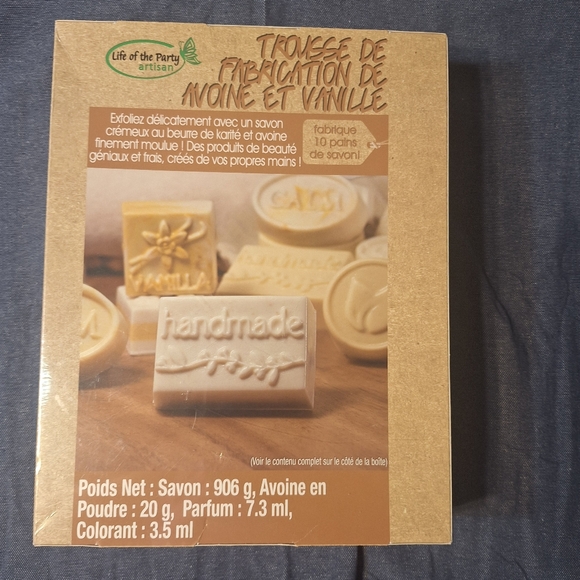 Life of the Party
artisan
TROUSSE DE
FABRICATION DE
AVOINE ET VANILLE
Exfoliez délicatement avec un savon
crémeux au beurre de karité et avoine
finement moulue ! Des produits de beauté
géniaux et frais, créés de vos propres mains !
fabrique
10 pains
de savon!
VANILLA
handmade
(Voir le contenu complet sur le côté de la boîte)
Poids Net : Savon : 906 g, Avoine en
Poudre : 20 g, Parfum : 7.3 ml,
Colorant : 3.5 ml